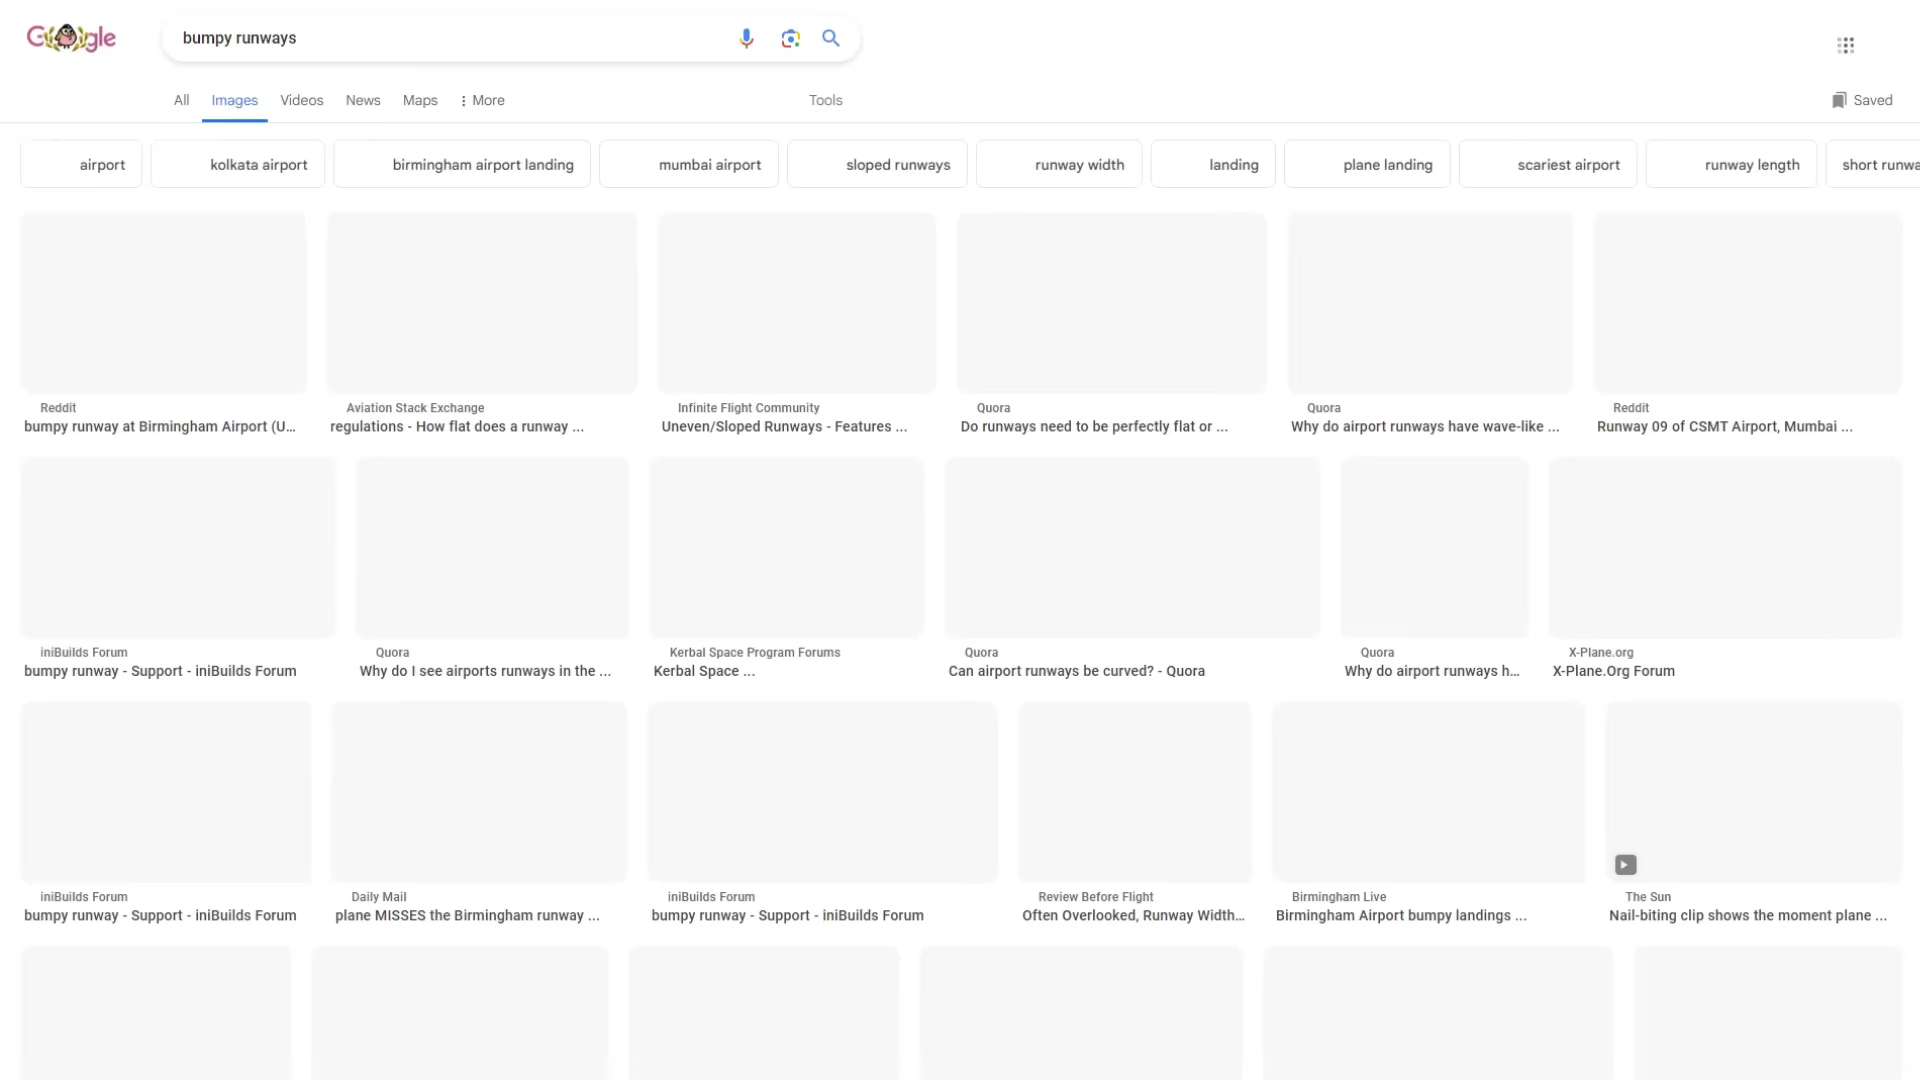 Google
bumpy runways
All Images Videos News Maps More Tools Saved
airport kolkata airport birmingham airport landing mumbai airport sloped runways runway width landing plane landing scariest airport runway length short runwa
Reddit Aviation Stack Exchange Infinite Flight Community Quora Quora Reddit
bumpy runway at Birmingham Airport (U... regulations - How flat does a runway ... Uneven/Sloped Runways - Features ... Do runways need to be perfectly flat or ... Why do airport runways have wave-like ... Runway 09 of CSMT Airport, Mumbai ...
iniBuilds Forum Quora Kerbal Space Program Forums Quora Quora X-Plane.org
bumpy runway - Support - iniBuilds Forum Why do I see airports runways in the ... Kerbal Space ... Can airport runways be curved? - Quora Why do airport runways h... X-Plane.Org Forum
iniBuilds Forum Daily Mail iniBuilds Forum Review Before Flight Birmingham Live The Sun
bumpy runway - Support - iniBuilds Forum plane MISSES the Birmingham runway ... bumpy runway - Support - iniBuilds Forum Often Overlooked, Runway Width... Birmingham Airport bumpy landings ... Nail-biting clip shows the moment plane ...